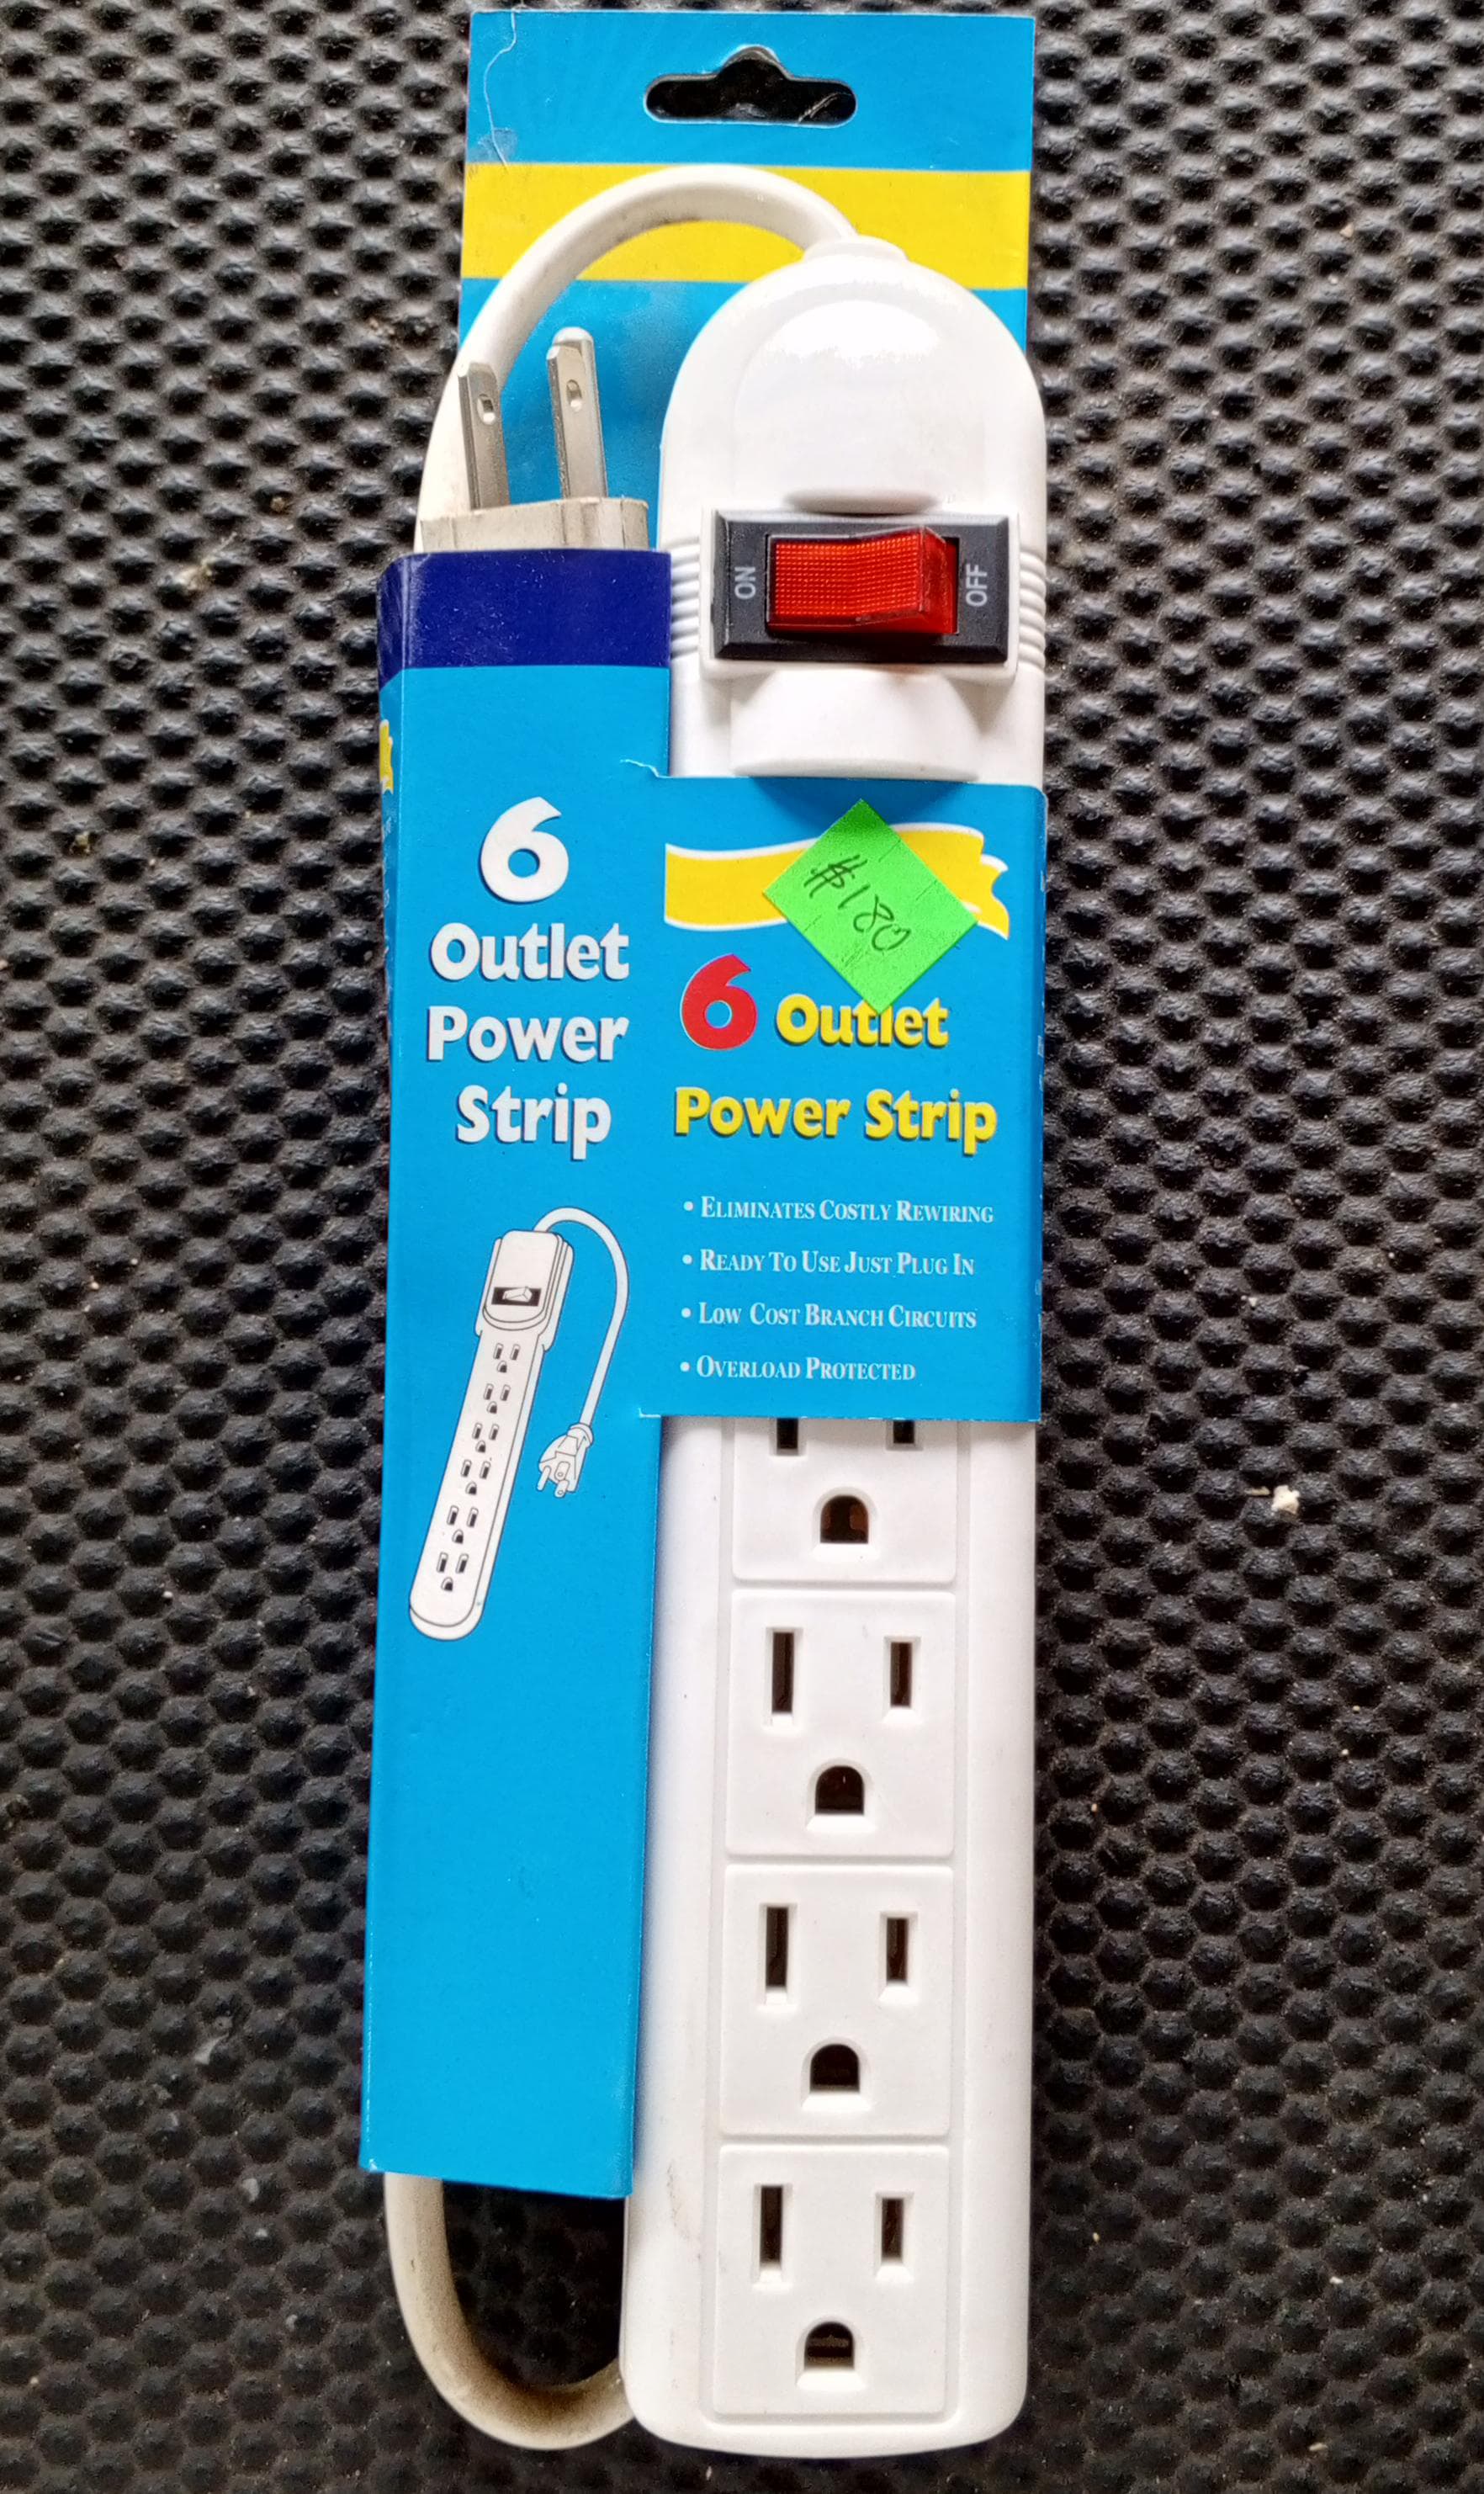 ON
OFF
6
Outlet
Power
Strip
$180
6 Outlet
Power Strip
• ELIMINATES COSTLY REWIRING
• READY TO USE JUST PLUG IN
• LOW COST BRANCH CIRCUITS
• OVERLOAD PROTECTED